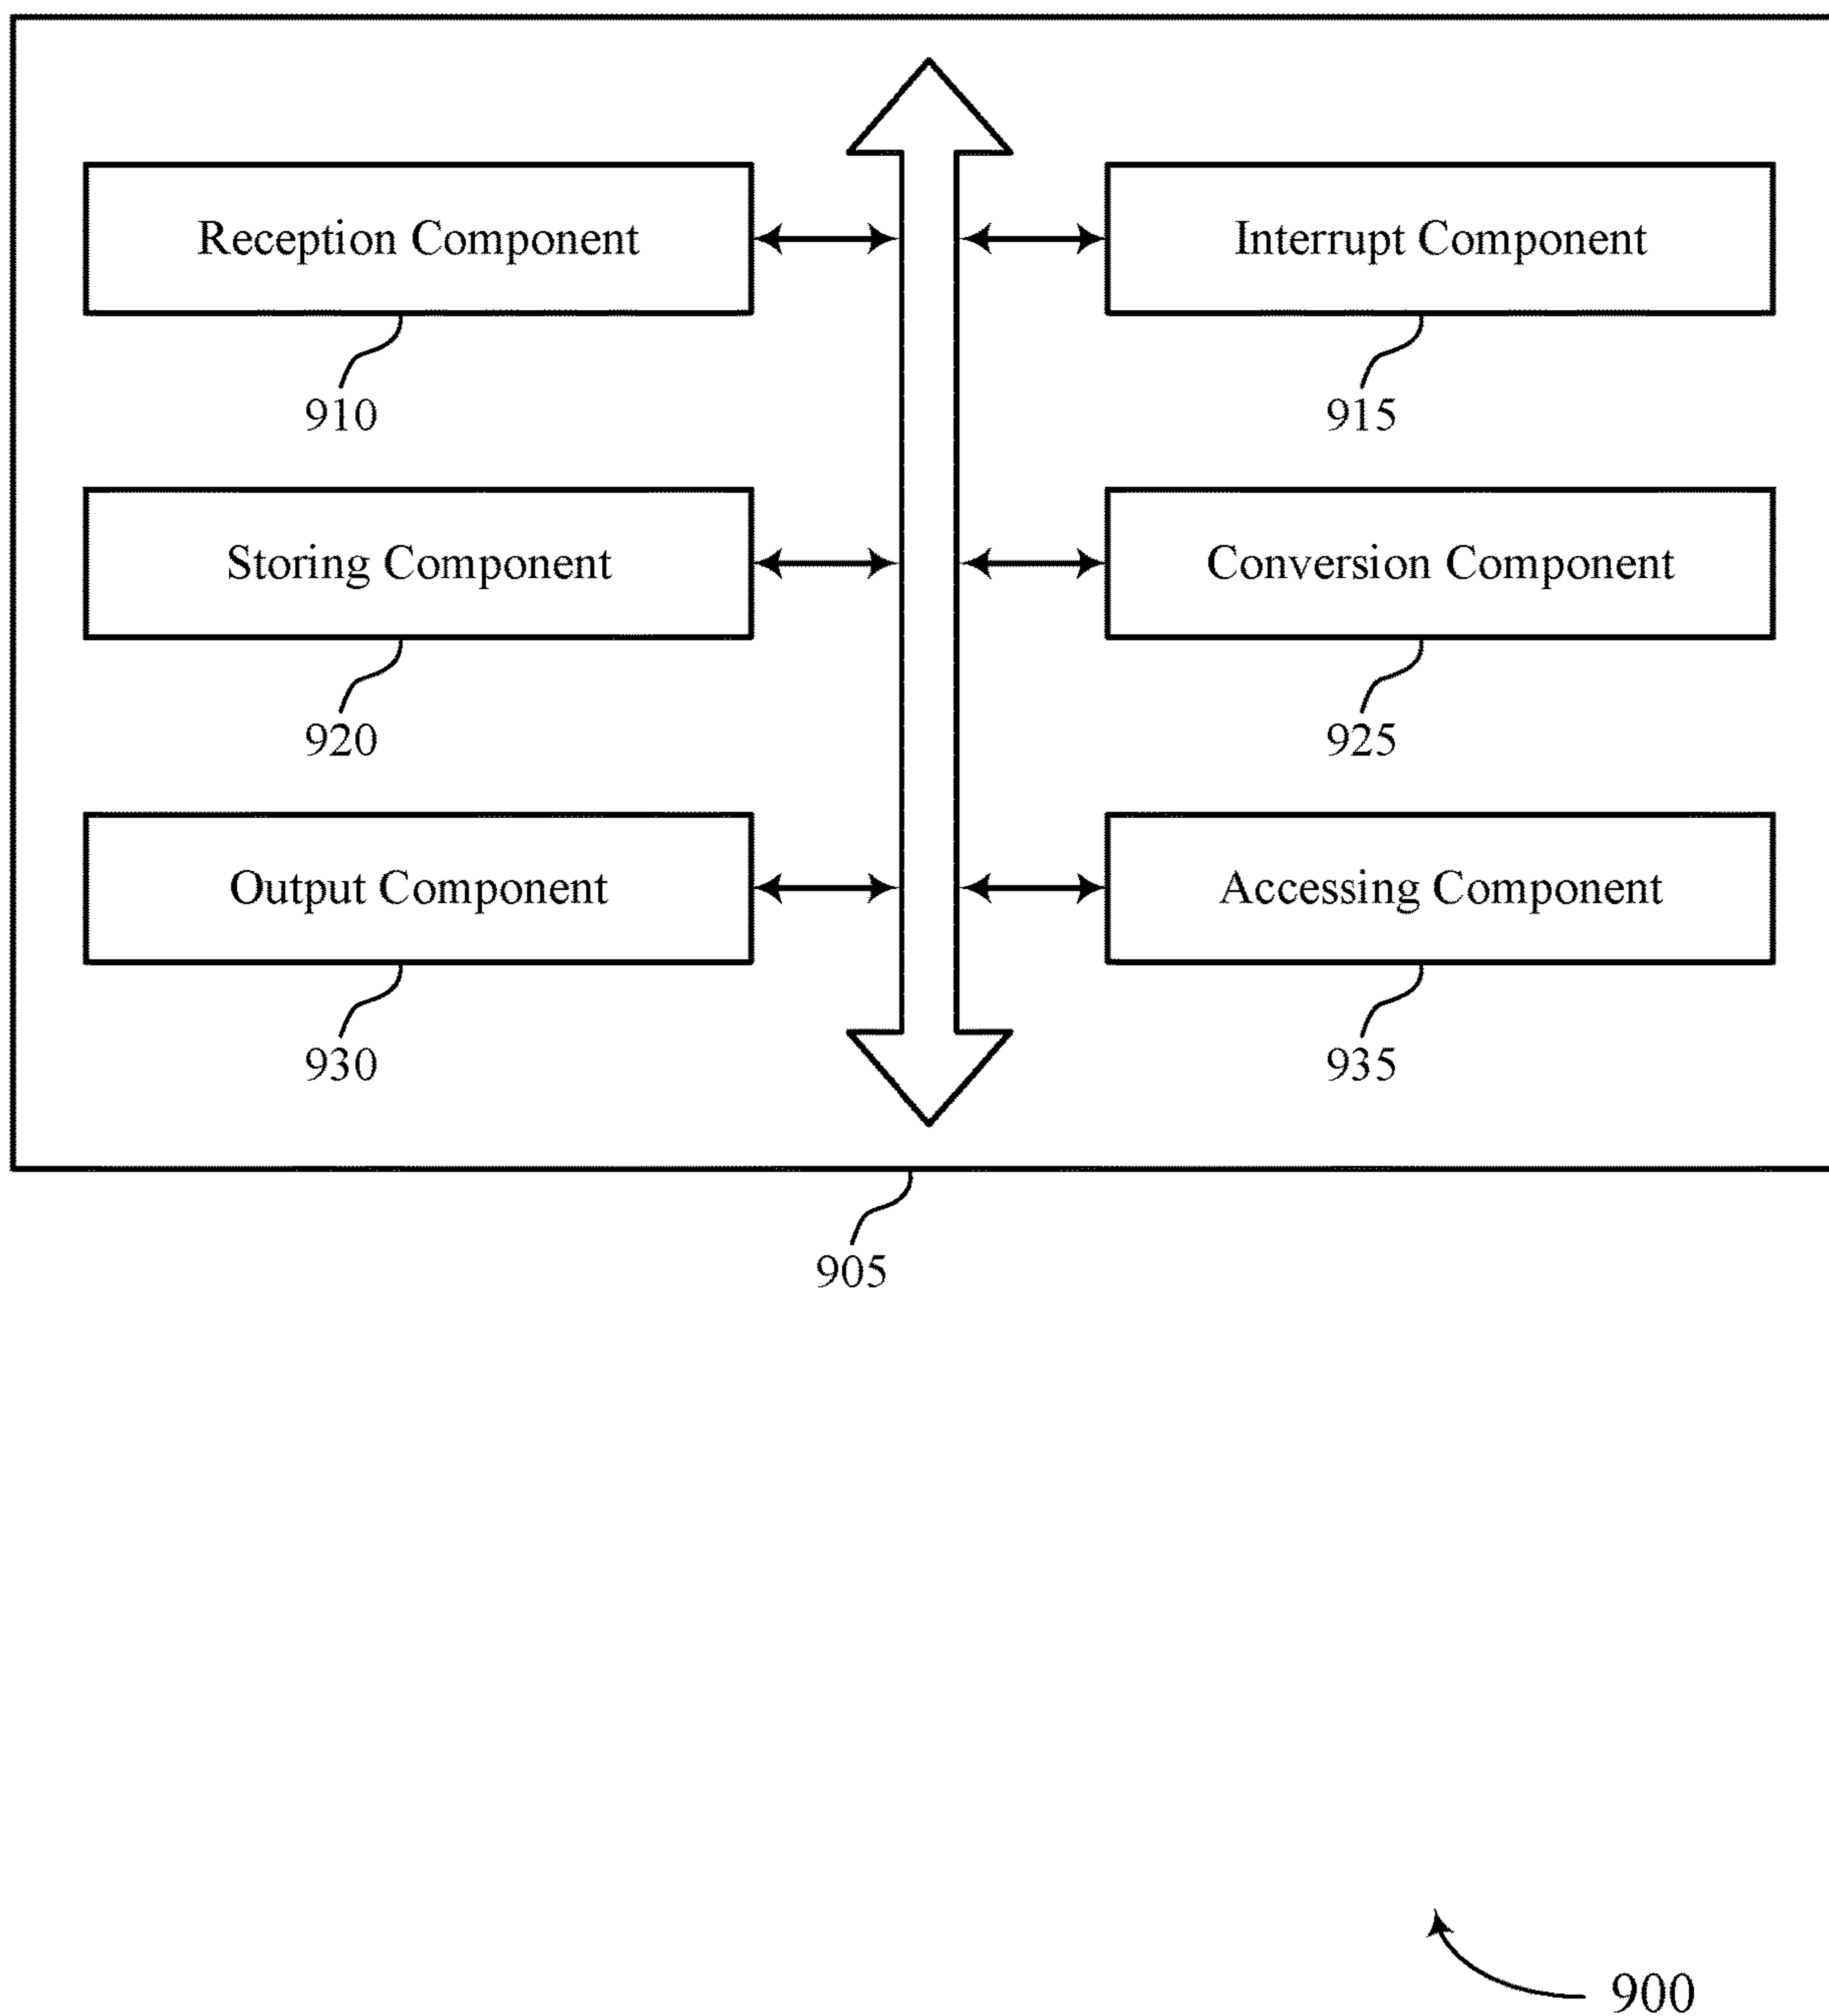 Reception Component
Interrupt Component
910
915
Storing Component
Conversion Component
920
925
Output Component
Accessing Component
930
935
905
900